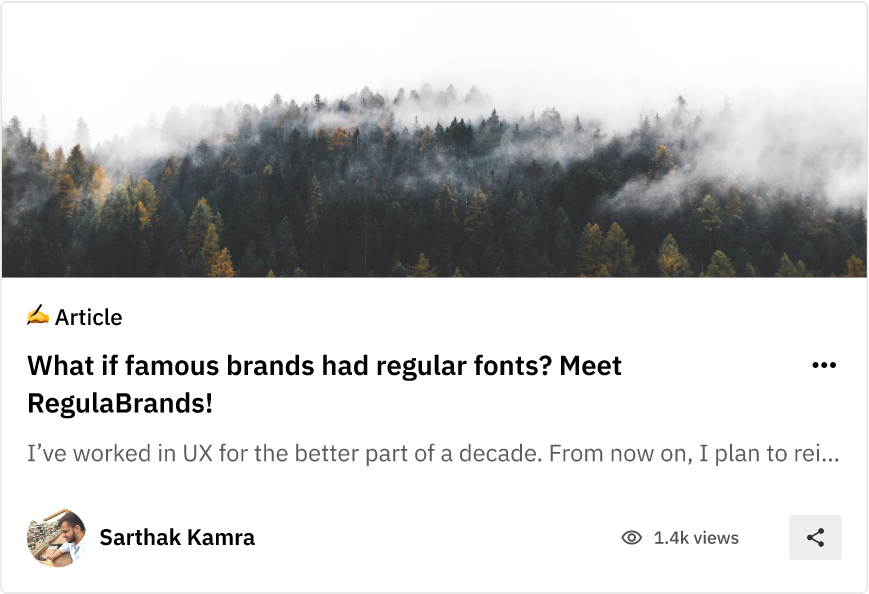 ✍️ Article
What if famous brands had regular fonts? Meet
RegulaBrands!
I’ve worked in UX for the better part of a decade. From now on, I plan to rei…
Sarthak Kamra
1.4k views